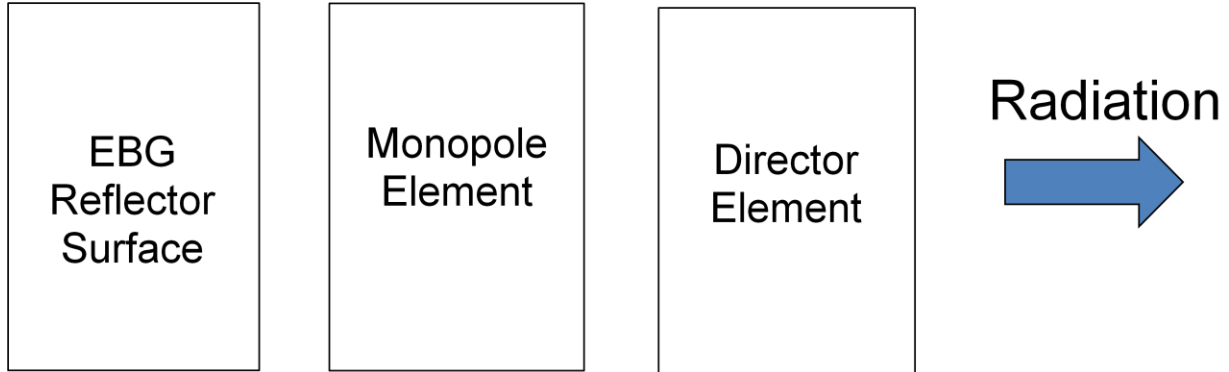 EBG
Reflector
Surface
Monopole
Element
Director
Element
Radiation